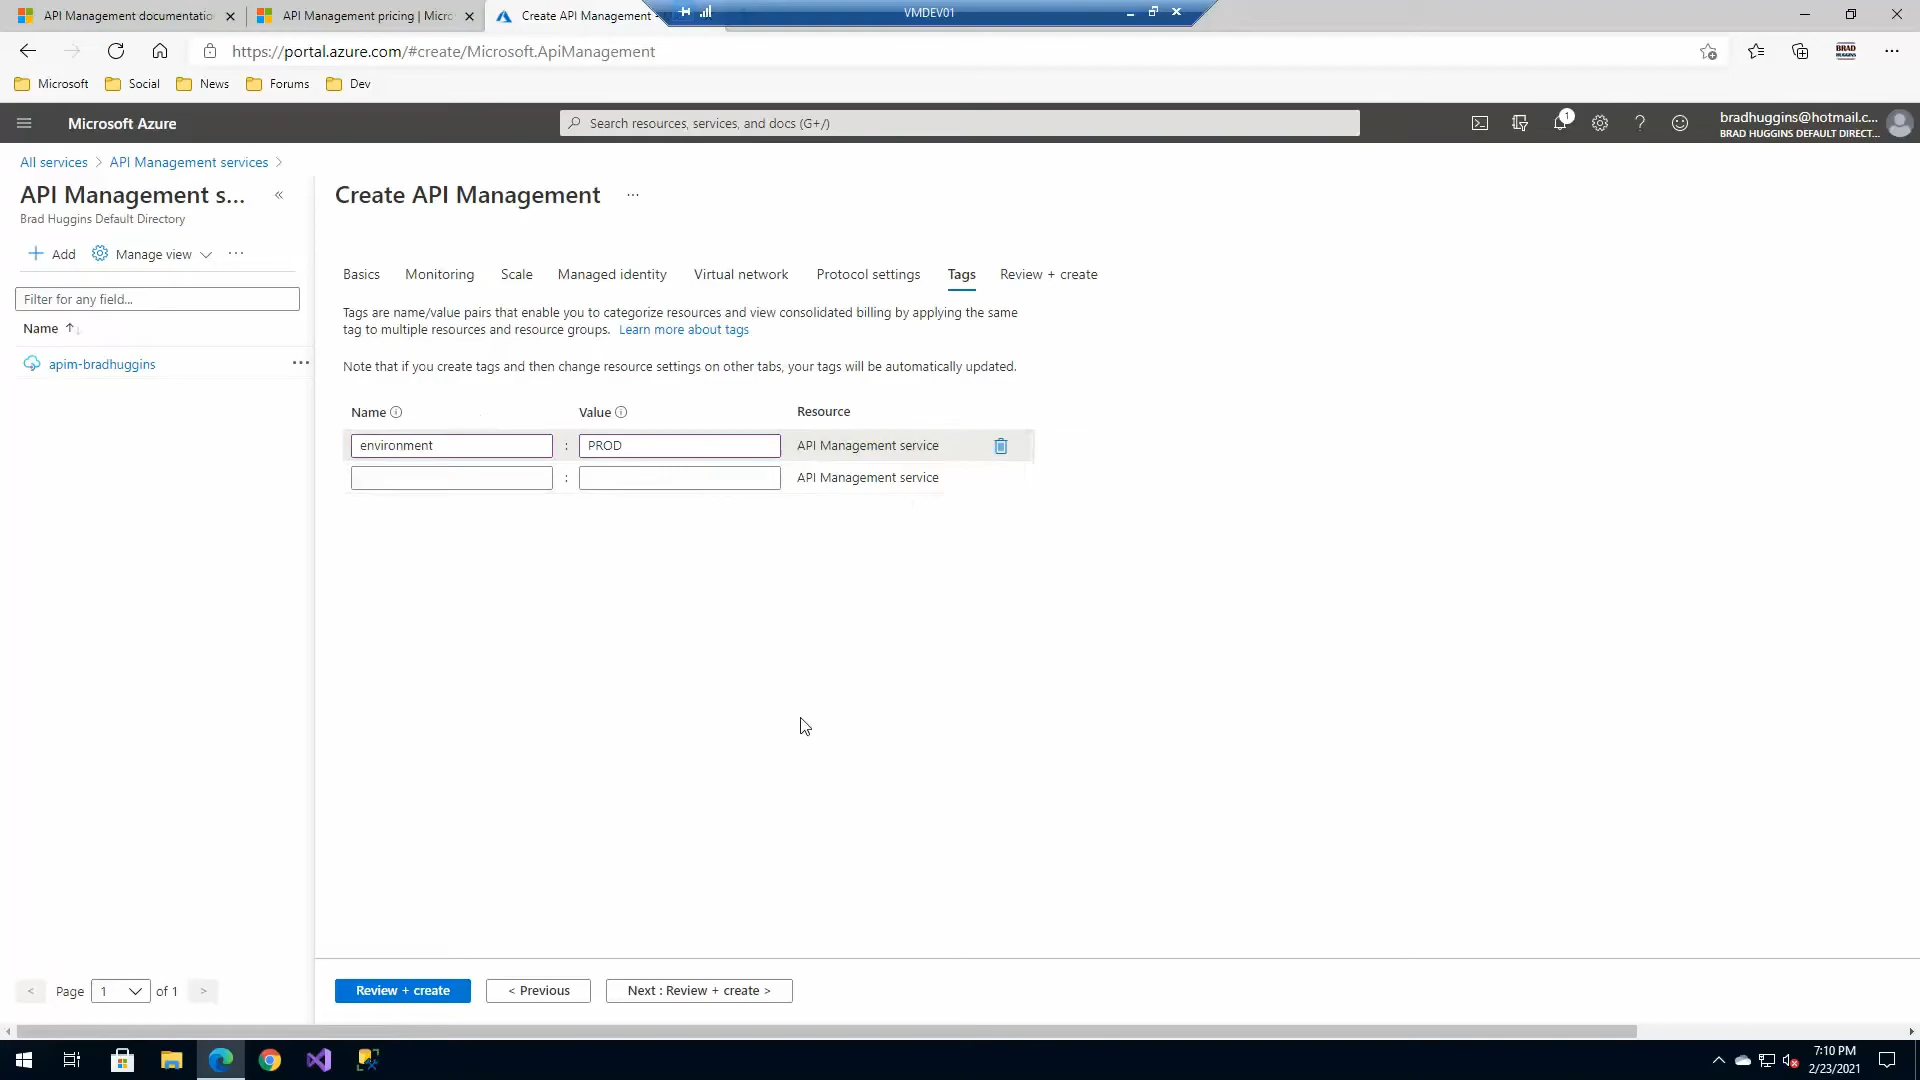 API Management documentatio
API Management pricing | Micro
Create API Management -
VMDEV01
https://portal.azure.com/#create/Microsoft.ApiManagement
BRAD
HUGGINS
Microsoft
Social
News
Forums
Dev
Microsoft Azure
Search resources, services, and docs (G+/)
1
bradhuggins@hotmail.c...
BRAD HUGGINS DEFAULT DIRECT...
All services > API Management services >
API Management s...
«
Brad Huggins Default Directory
Create API Management
...
+ Add
Manage view
...
Basics
Monitoring
Scale
Managed identity
Virtual network
Protocol settings
Tags
Review + create
Filter for any field...
Name ↑↓
apim-bradhuggins
...
Tags are name/value pairs that enable you to categorize resources and view consolidated billing by applying the same
tag to multiple resources and resource groups. Learn more about tags
Note that if you create tags and then change resource settings on other tabs, your tags will be automatically updated.
Name
Value
Resource
environment : PROD API Management service
: API Management service
< Page 1 of 1 >
Review + create
< Previous
Next : Review + create >
7:10 PM
2/23/2021